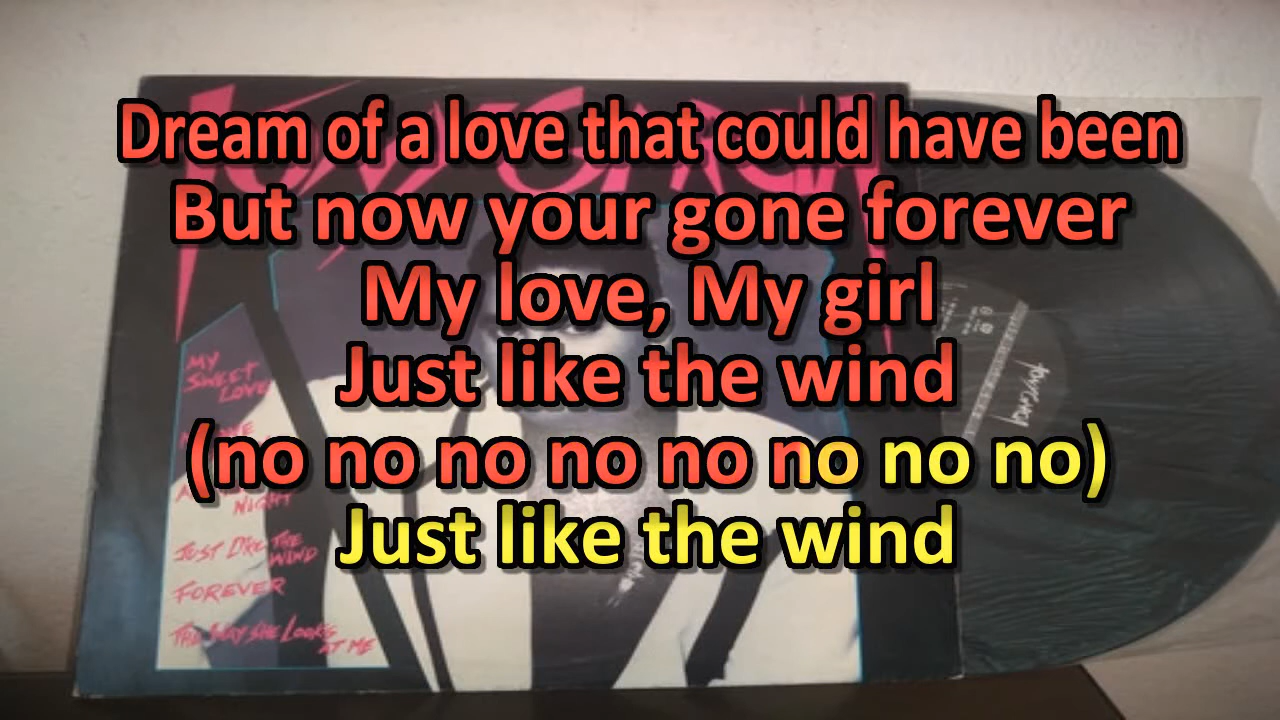 Dream of a love that could have been
But now your gone forever
My love, My girl
Just like the wind
(no no no no no no no no)
Just like the wind
MY
SWEET
LOVE
NIGHT
JUST LIKE THE
WIND
FOREVER
THE WAY SHE LOOKS
AT ME